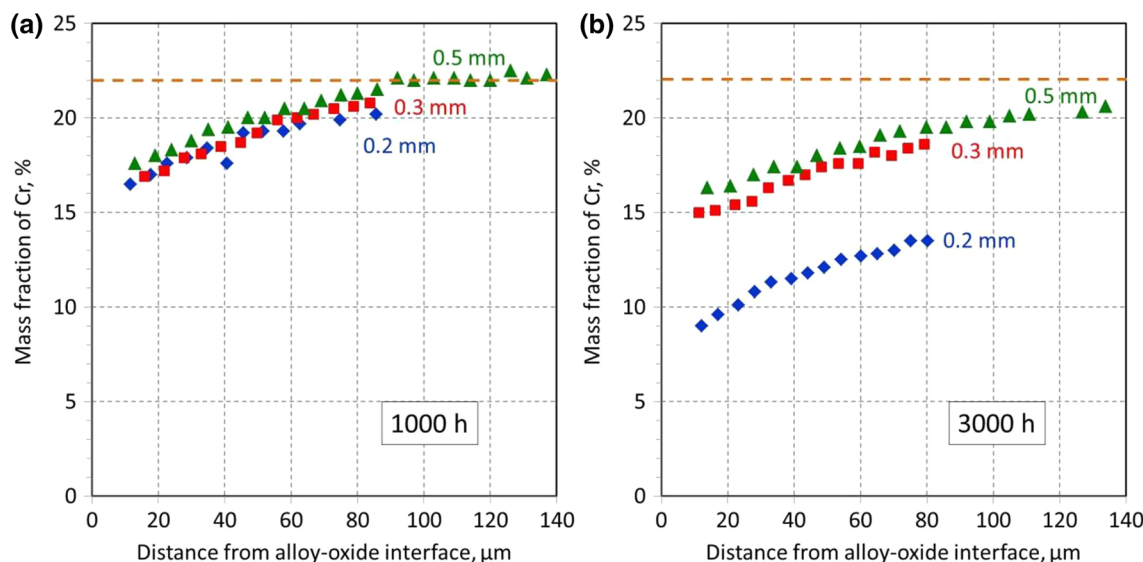 (a)
25
20
15
10
5
0
Mass fraction of Cr, %
0.5 mm
0.3 mm
0.2 mm
1000 h
0 20 40 60 80 100 120 140
Distance from alloy-oxide interface, µm
(b)
25
20
15
10
5
0
Mass fraction of Cr, %
0.5 mm
0.3 mm
0.2 mm
3000 h
0 20 40 60 80 100 120 140
Distance from alloy-oxide interface, µm